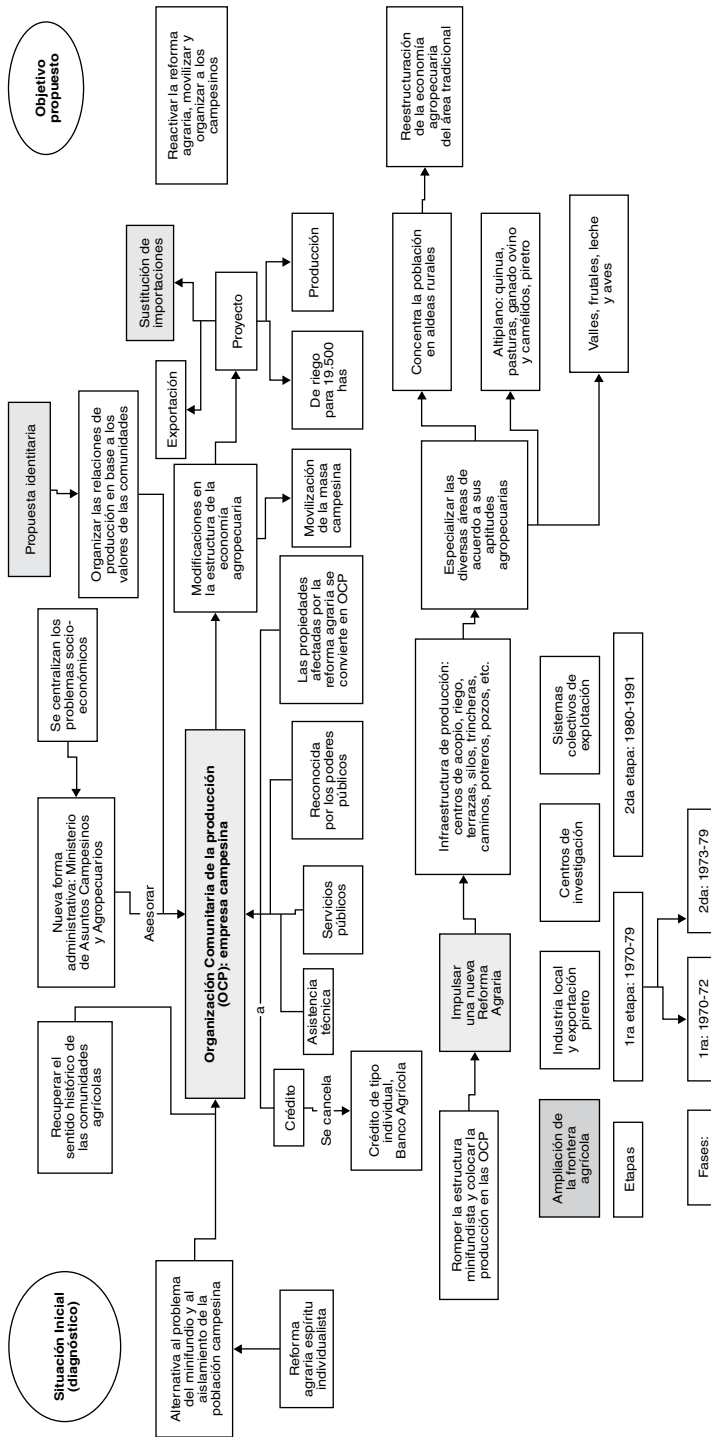 Situación Inicial
(diagnóstico)
Objetivo
propuesto
Propuesta identitaria
Recuperar el
sentido histórico de
las comunidades
agrícolas
Nueva forma
administrativa: Ministerio
de Asuntos Campesinos
y Agropecuarios
Se centralizan los
problemas socio-
económicos
Organizar las relaciones de
producción en base a los
valores de las comunidades
Asesorar
Exportación
Sustitución de
importaciones
Alternativa al problema
del minifundio y al
aislamiento de la
población campesina
Organización Comunitaria de la producción
(OCP): empresa campesina
Modificaciones en
la estructura de la
economía
agropecuaria
Proyecto
Reactivar la reforma
agraria, movilizar y
organizar a los
campesinos
Reforma
agraria espíritu
individualista
a
Crédito
Asistencia
técnica
Servicios
públicos
Reconocida
por los poderes
públicos
Las propiedades
afectadas por la
reforma agraria se
convierte en OCP
Movilización
de la masa
campesina
De riego
para 19.500
has
Producción
Se cancela
Crédito de tipo
individual,
Banco Agrícola
Romper la estructura
minifundista y colocar la
producción en las OCP
Impulsar
una nueva
Reforma
Agraria
Infraestructura de producción:
centros de acopio, riego,
terrazas, silos, trincheras,
caminos, potreros, pozos, etc.
Especializar las
diversas áreas de
acuerdo a sus
aptitudes
agropecuarias
Concentra la población
en aldeas rurales
Reestructuración
de la economía
agropecuaria
del área tradicional
Altiplano: quinua,
pasturas, ganado ovino
y camélidos, piretro
Valles, frutales, leche
y aves
Ampliación de
la frontera
agrícola
Industria local
y exportación
piretro
Centros de
investigación
Sistemas
colectivos de
explotación
Etapas
1ra etapa: 1970-79
2da etapa: 1980-1991
Fases:
1ra: 1970-72
2da: 1973-79